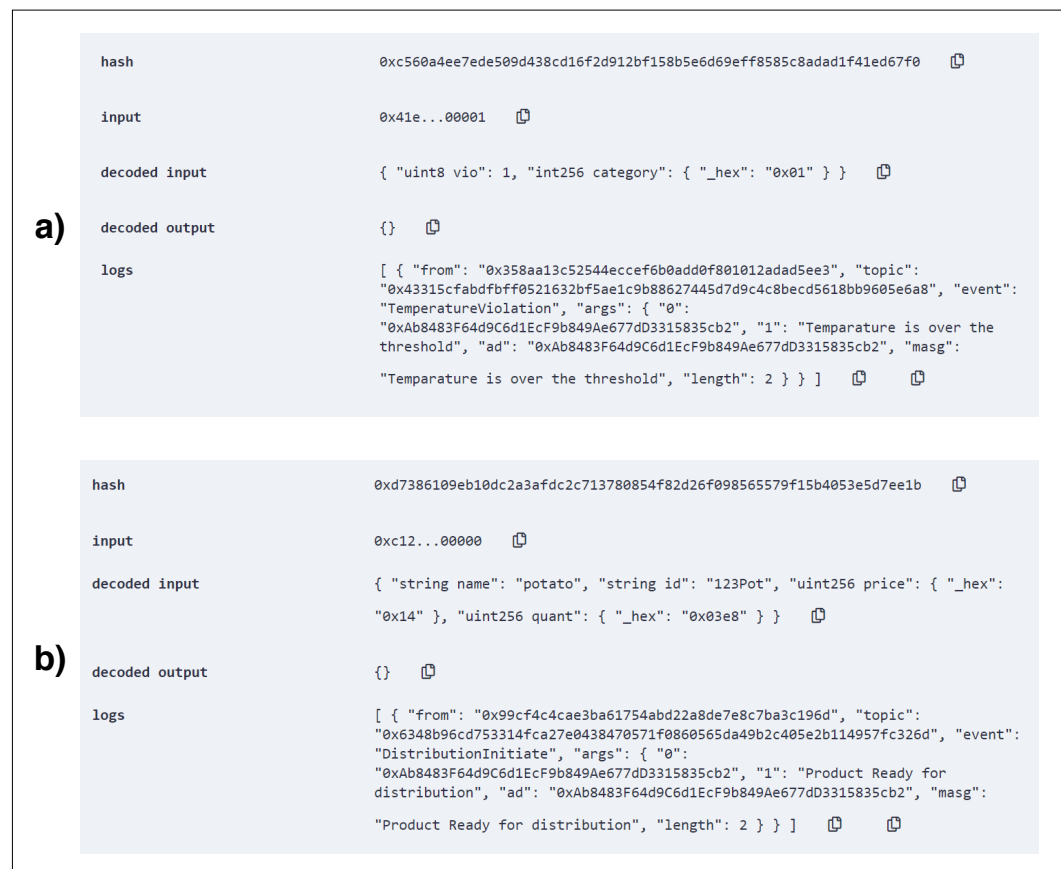 a)
hash 0xc560a4ee7ede509d438cd16f2d912bf158b5e6d69eff8585c8adad1f41ed67f0
input 0x41e...00001
decoded input { "uint8 vio": 1, "int256 category": { "_hex": "0x01" } }
decoded output {}
logs [ { "from": "0x358aa13c52544eccef6b0add0f801012adad5ee3", "topic":
"0x43315cfabdfbff0521632bf5ae1c9b88627445d7d9c4c8becd5618bb9605e6a8", "event":
"TemperatureViolation", "args": { "0":
"0xAb8483F64d9C6d1EcF9b849Ae677dD3315835cb2", "1": "Temparature is over the
threshold", "ad": "0xAb8483F64d9C6d1EcF9b849Ae677dD3315835cb2", "masg":
"Temparature is over the threshold", "length": 2 } } ]
b)
hash 0xd7386109eb10dc2a3afdc2c713780854f82d26f098565579f15b4053e5d7ee1b
input 0xc12...00000
decoded input { "string name": "potato", "string id": "123Pot", "uint256 price": { "_hex":
"0x14" }, "uint256 quant": { "_hex": "0x03e8" } }
decoded output {}
logs [ { "from": "0x99cf4c4cae3ba61754abd22a8de7e8c7ba3c196d", "topic":
"0x6348b96cd753314fca27e0438470571f0860565da49b2c405e2b114957fc326d", "event":
"DistributionInitiate", "args": { "0":
"0xAb8483F64d9C6d1EcF9b849Ae677dD3315835cb2", "1": "Product Ready for
distribution", "ad": "0xAb8483F64d9C6d1EcF9b849Ae677dD3315835cb2", "masg":
"Product Ready for distribution", "length": 2 } } ]